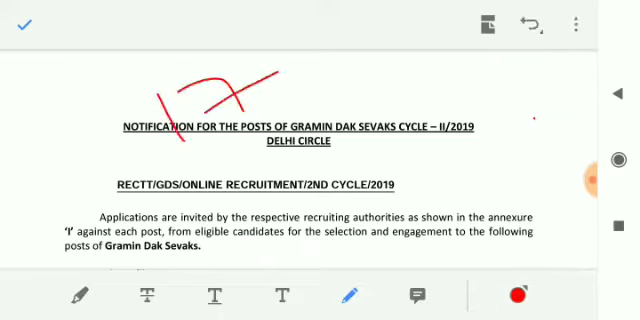 17
NOTIFICATION FOR THE POSTS OF GRAMIN DAK SEVAKS CYCLE – II/2019
DELHI CIRCLE
RECTT/GDS/ONLINE RECRUITMENT/2ND CYCLE/2019
Applications are invited by the respective recruiting authorities as shown in the annexure
‘I’ against each post, from eligible candidates for the selection and engagement to the following
posts of Gramin Dak Sevaks.